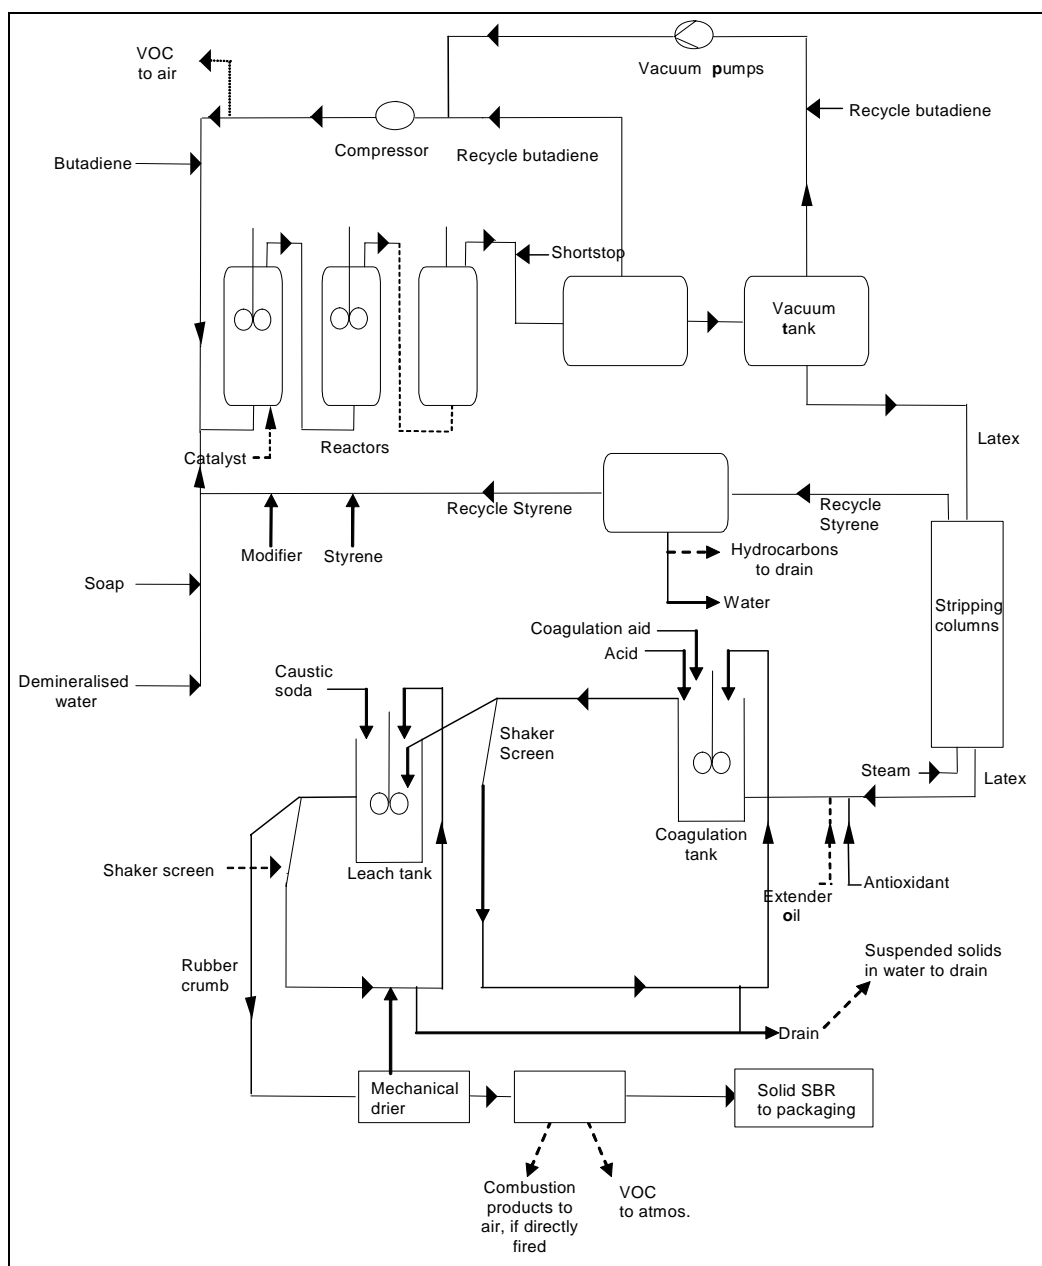 VOC
to air
Vacuum pumps
Recycle butadiene
Compressor
Recycle butadiene
Butadiene
Shortstop
Vacuum
tank
Reactors
Catalyst
Latex
Recycle Styrene
Recycle
Styrene
Modifier
Styrene
Hydrocarbons
to drain
Soap
Water
Stripping
columns
Coagulation aid
Acid
Demineralised
water
Caustic
soda
Shaker
Screen
Steam
Latex
Coagulation
tank
Shaker screen
Leach tank
Extender
oil
Antioxidant
Rubber
crumb
Suspended solids
in water to drain
Drain
Mechanical
drier
Solid SBR
to packaging
Combustion
products to
air, if directly
fired
VOC
to atmos.